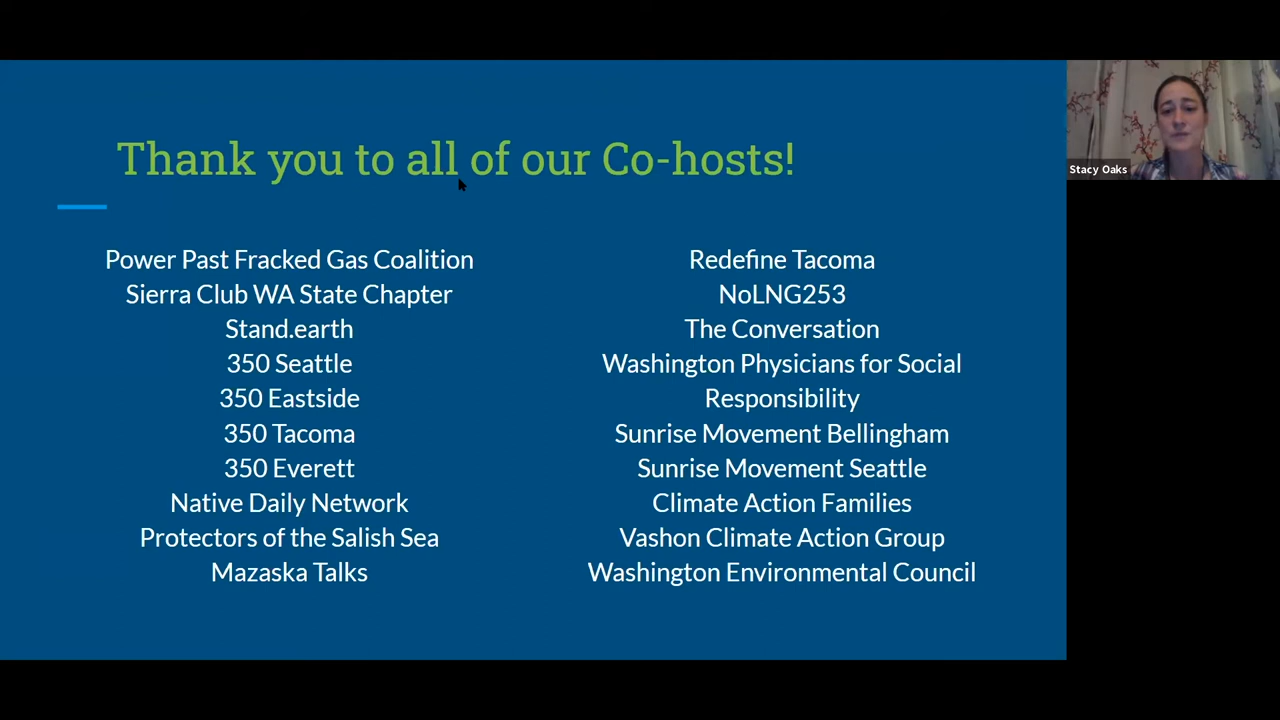 Thank you to all of our Co-hosts!
Power Past Fracked Gas Coalition
Sierra Club WA State Chapter
Stand.earth
350 Seattle
350 Eastside
350 Tacoma
350 Everett
Native Daily Network
Protectors of the Salish Sea
Mazaska Talks
Redefine Tacoma
NoLNG253
The Conversation
Washington Physicians for Social
Responsibility
Sunrise Movement Bellingham
Sunrise Movement Seattle
Climate Action Families
Vashon Climate Action Group
Washington Environmental Council
Stacy Oaks